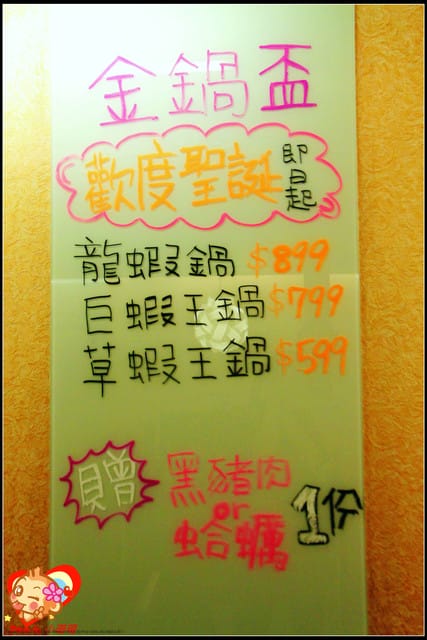 金鍋盃
歡度聖誕 即日起
龍蝦鍋 $899
巨蝦王鍋 $799
草蝦王鍋 $599
贈 黑豬肉
or 1份
蛤蠣